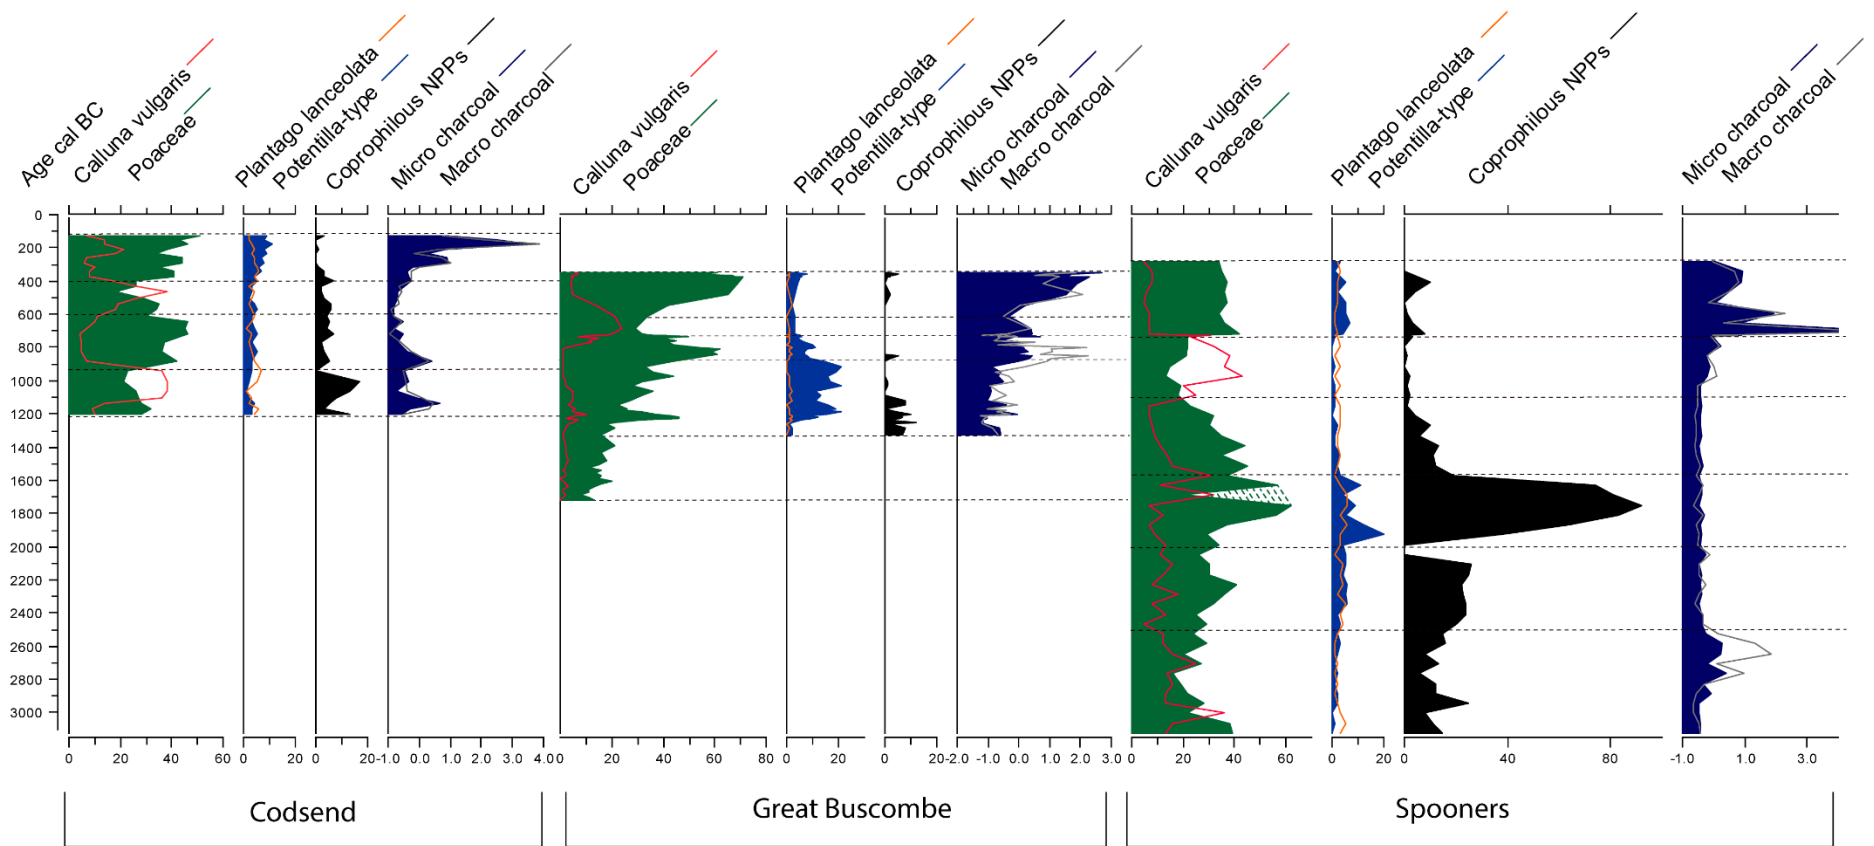 Age cal BC
Calluna vulgaris
Poaceae
Plantago lanceolata
Potentilla-type
Coprophilous NPPs
Micro charcoal
Macro charcoal
Calluna vulgaris
Poaceae
Plantago lanceolata
Potentilla-type
Coprophilous NPPs
Micro charcoal
Macro charcoal
Calluna vulgaris
Poaceae
Plantago lanceolata
Potentilla-type
Coprophilous NPPs
Micro charcoal
Macro charcoal
0
200
400
600
800
1000
1200
1400
1600
1800
2000
2200
2400
2600
2800
3000
0 20 40 60 0 20 0 20 -1.0 0.0 1.0 2.0 3.0 4.0 0 20 40 60 80 0 20 0 20 -2.0 -1.0 0.0 1.0 2.0 3.0 0 20 40 60 0 20 0 40 80 -1.0 1.0 3.0
Codsend Great Buscombe Spooners